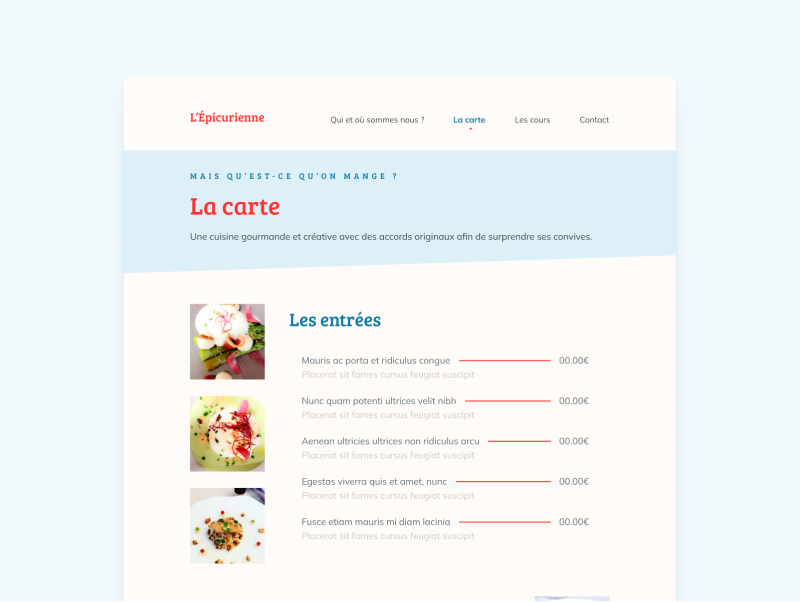 L'Épicurienne
Qui et où sommes nous ? La carte Les cours Contact
MAIS QU'EST-CE QU'ON MANGE ?
La carte
Une cuisine gourmande et créative avec des accords originaux afin de surprendre ses convives.
Les entrées
Mauris ac porta et ridiculus congue 00.00€
Placerat sit fames cursus feugiat suscipit
Nunc quam potenti ultrices velit nibh 00.00€
Placerat sit fames cursus feugiat suscipit
Aenean ultricies ultrices non ridiculus arcu 00.00€
Placerat sit fames cursus feugiat suscipit
Egestas viverra quis et amet, nunc 00.00€
Placerat sit fames cursus feugiat suscipit
Fusce etiam mauris mi diam lacinia 00.00€
Placerat sit fames cursus feugiat suscipit